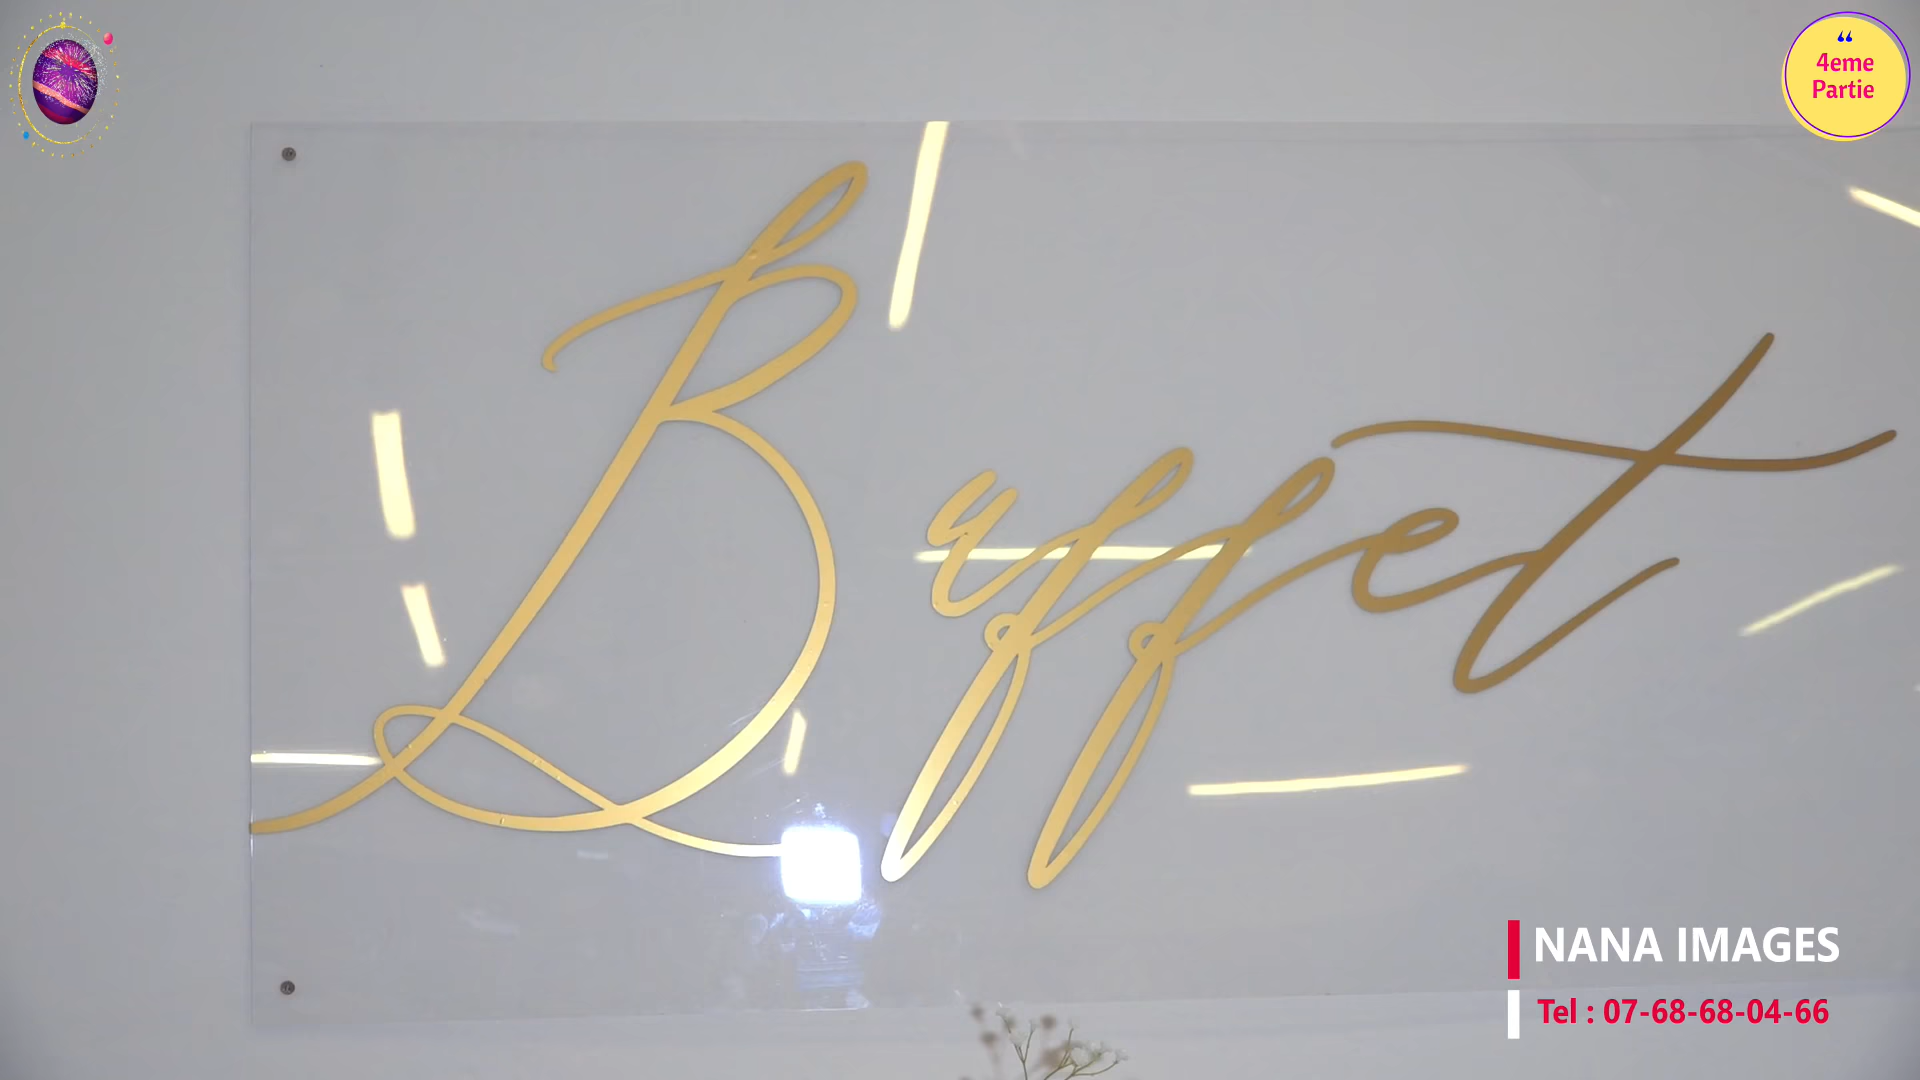 “
4eme
Partie
Buffet
NANA IMAGES
Tel : 07-68-68-04-66